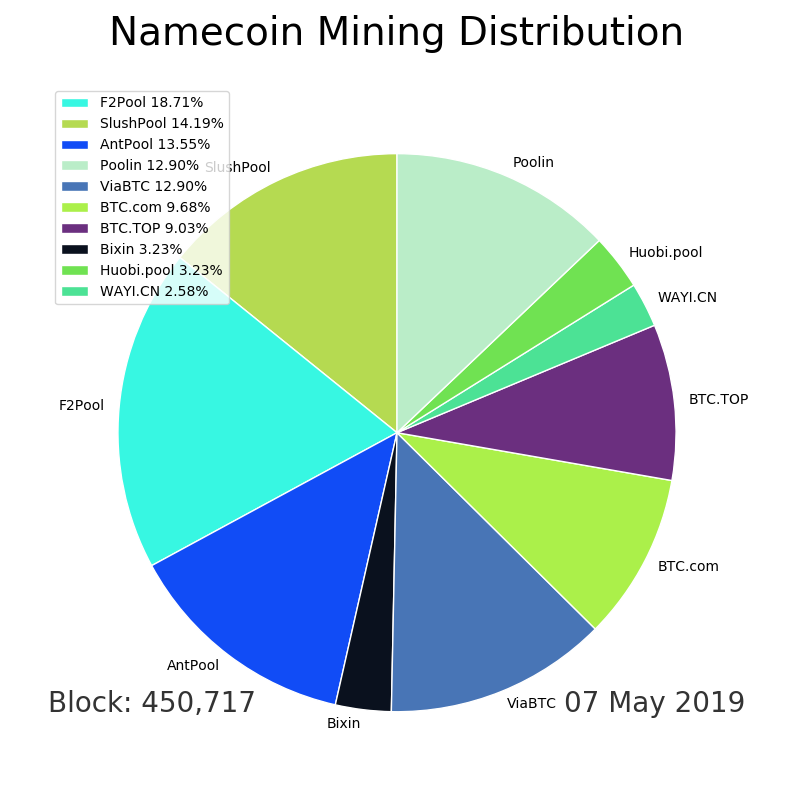 Namecoin Mining Distribution
F2Pool 18.71%
SlushPool 14.19%
AntPool 13.55%
Poolin 12.90%
ViaBTC 12.90%
BTC.com 9.68%
BTC.TOP 9.03%
Bixin 3.23%
Huobi.pool 3.23%
WAYI.CN 2.58%
SlushPool
Poolin
Huobi.pool
WAYI.CN
BTC.TOP
F2Pool
BTC.com
AntPool
ViaBTC
Bixin
Block: 450,717
07 May 2019